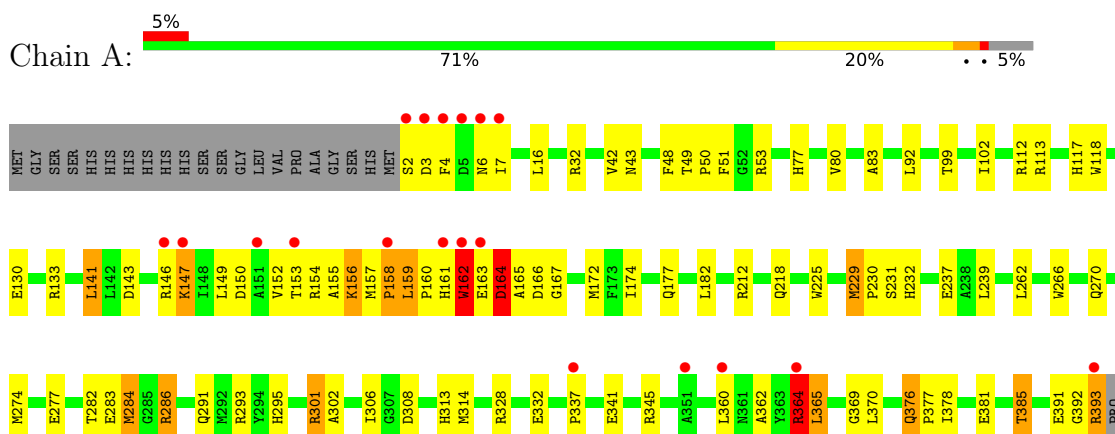 5%
Chain A:
71% 20% • • 5%
MET GLY SER SER HIS HIS HIS HIS HIS HIS SER SER GLY LEU VAL PRO ALA GLY SER HIS MET S2 D3 F4 D5 N6 I7 L16 R32 V42 N43 F48 T49 P50 F51 G52 R53 H77 V80 A83 L92 T99 I102 R112 R113 H117 W118
E130 R133 L141 L142 D143 R146 K147 I148 L149 D150 A151 V152 T153 R154 A155 K156 M157 P158 L159 P160 H161 W162 E163 D164 A165 D166 G167 M172 F173 I174 Q177 L182 R212 Q218 W225 M229 P230 S231 H232 E237 A238 L239 L262 W266 Q270
M274 E277 T282 E283 M284 G285 R286 Q291 M292 R293 Y294 H295 R301 A302 I306 G307 D308 H313 M314 R328 E332 P337 E341 R345 A351 L360 N361 A362 Y363 R364 L365 G369 L370 Q376 P377 I378 E381 T385 E391 G392 R393 PRO